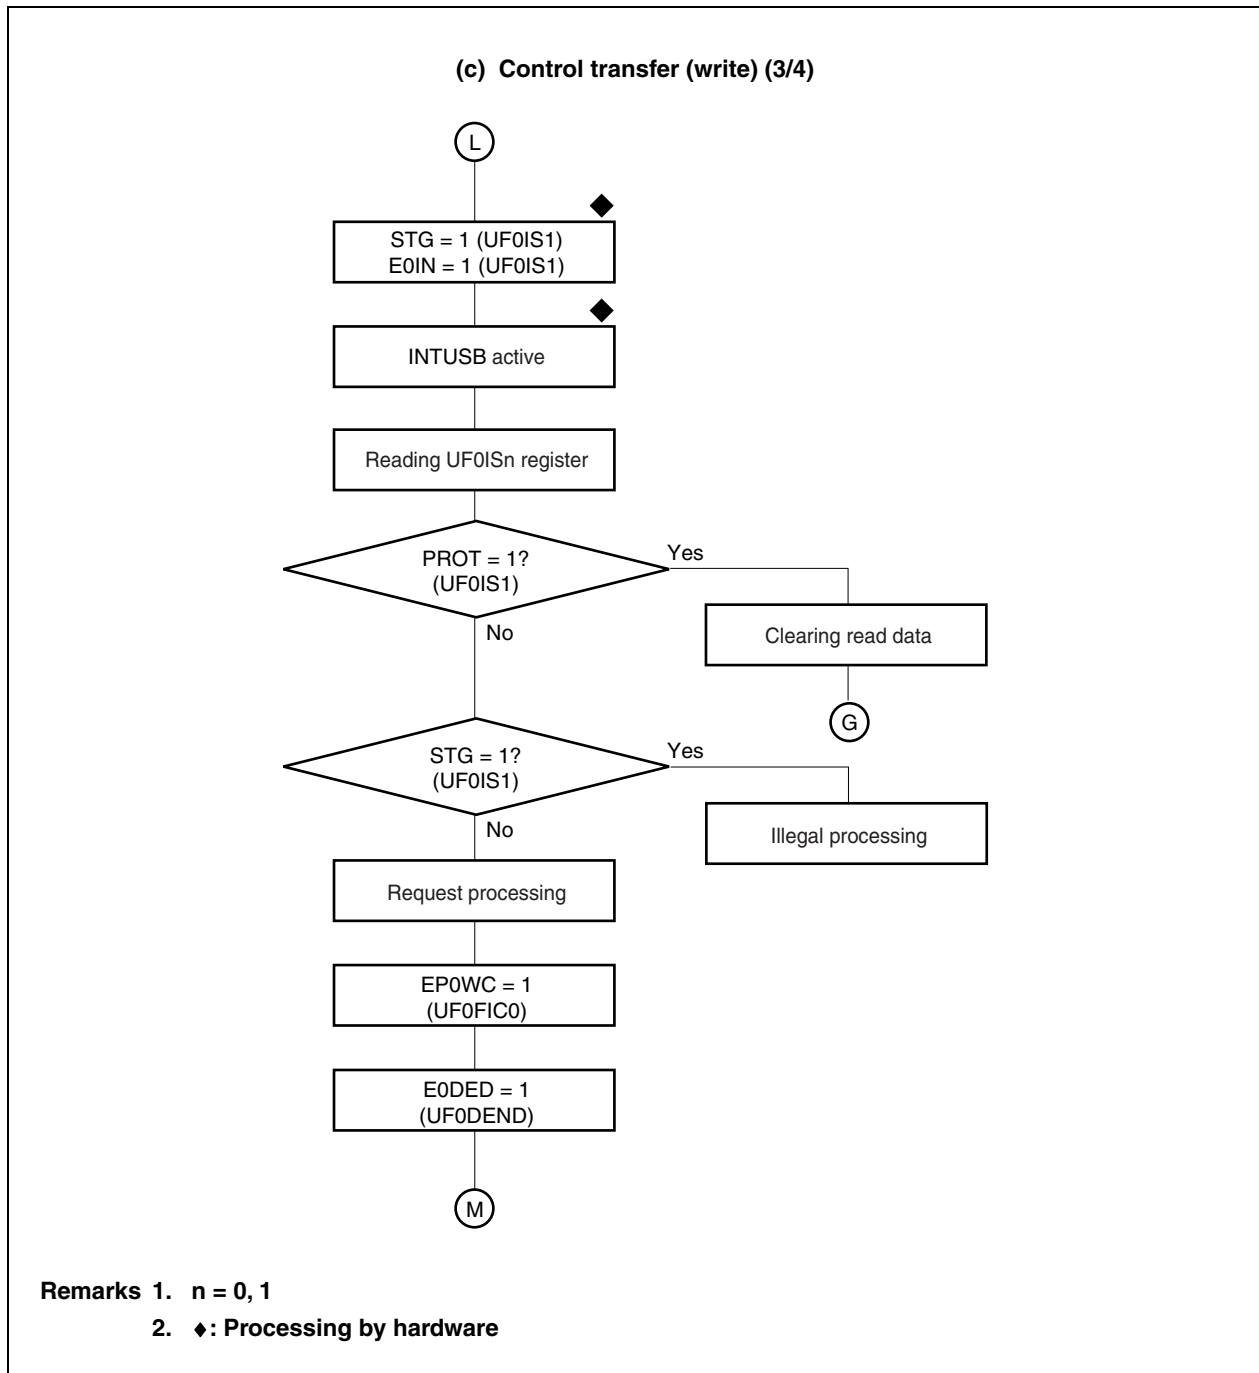 (c) Control transfer (write) (3/4)
L
STG = 1 (UF0IS1)
E0IN = 1 (UF0IS1)
INTUSB active
Reading UF0ISn register
PROT = 1?
(UF0IS1)
Yes
No
Clearing read data
G
STG = 1?
(UF0IS1)
Yes
No
Illegal processing
Request processing
EP0WC = 1
(UF0FIC0)
E0DED = 1
(UF0DEND)
M
Remarks 1. n = 0, 1
2. ♦: Processing by hardware